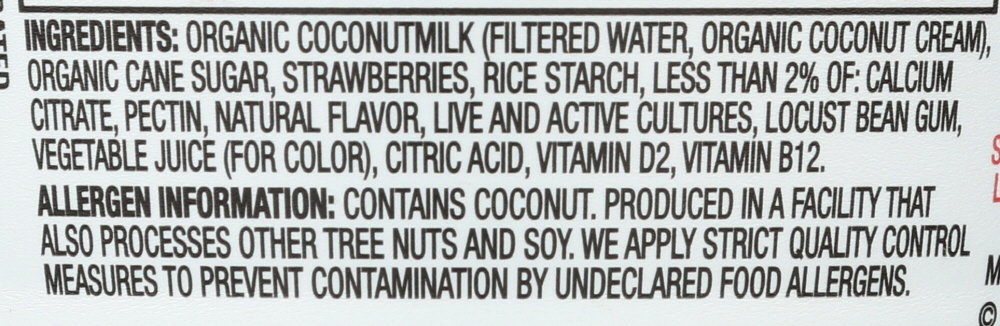 INGREDIENTS: ORGANIC COCONUTMILK (FILTERED WATER, ORGANIC COCONUT CREAM),
ORGANIC CANE SUGAR, STRAWBERRIES, RICE STARCH, LESS THAN 2% OF: CALCIUM
CITRATE, PECTIN, NATURAL FLAVOR, LIVE AND ACTIVE CULTURES, LOCUST BEAN GUM,
VEGETABLE JUICE (FOR COLOR), CITRIC ACID, VITAMIN D2, VITAMIN B12.
ALLERGEN INFORMATION: CONTAINS COCONUT. PRODUCED IN A FACILITY THAT
ALSO PROCESSES OTHER TREE NUTS AND SOY. WE APPLY STRICT QUALITY CONTROL
MEASURES TO PREVENT CONTAMINATION BY UNDECLARED FOOD ALLERGENS.
©